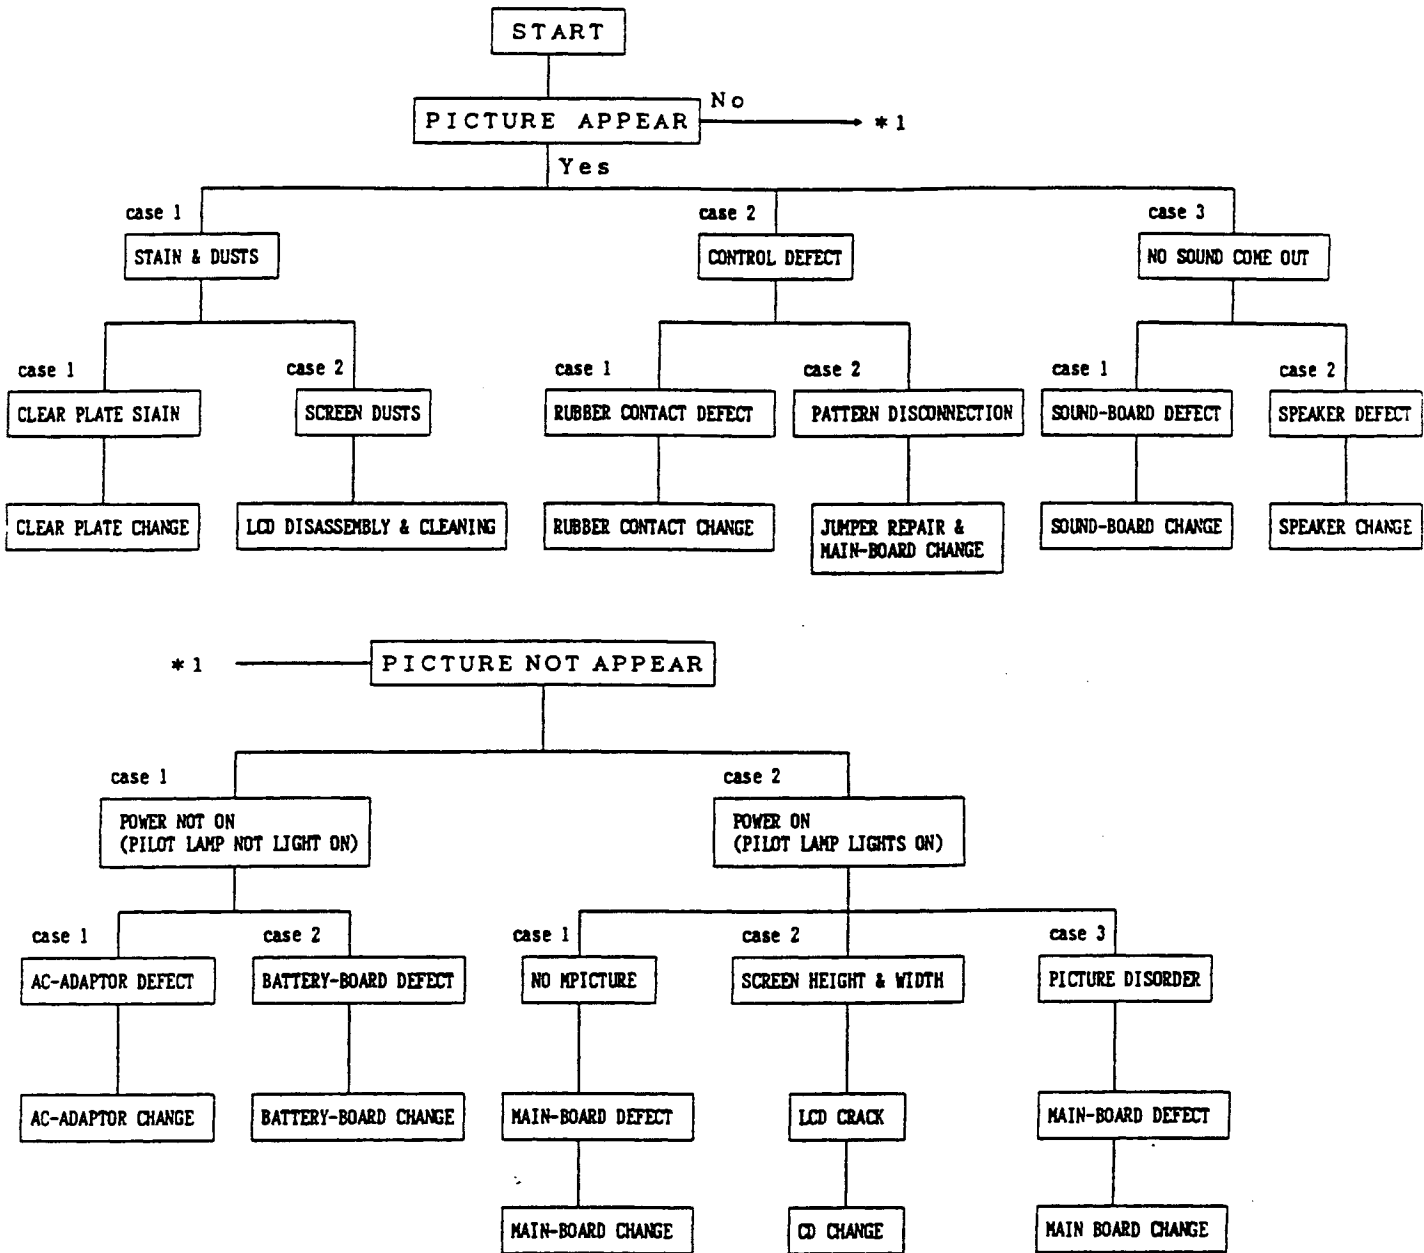 START
PICTURE APPEAR
No
*1
Yes
case 1
case 2
case 3
STAIN & DUSTS
CONTROL DEFECT
NO SOUND COME OUT
case 1
case 2
case 1
case 2
case 1
case 2
CLEAR PLATE SIAIN
SCREEN DUSTS
RUBBER CONTACT DEFECT
PATTERN DISCONNECTION
SOUND-BOARD DEFECT
SPEAKER DEFECT
CLEAR PLATE CHANGE
LCD DISASSEMBLY & CLEANING
RUBBER CONTACT CHANGE
JUMPER REPAIR &
MAIN-BOARD CHANGE
SOUND-BOARD CHANGE
SPEAKER CHANGE
*1
PICTURE NOT APPEAR
case 1
case 2
POWER NOT ON
(PILOT LAMP NOT LIGHT ON)
POWER ON
(PILOT LAMP LIGHTS ON)
case 1
case 2
case 1
case 2
case 3
AC-ADAPTOR DEFECT
BATTERY-BOARD DEFECT
NO MPICTURE
SCREEN HEIGHT & WIDTH
PICTURE DISORDER
AC-ADAPTOR CHANGE
BATTERY-BOARD CHANGE
MAIN-BOARD DEFECT
LCD CRACK
MAIN-BOARD DEFECT
MAIN-BOARD CHANGE
CD CHANGE
MAIN BOARD CHANGE